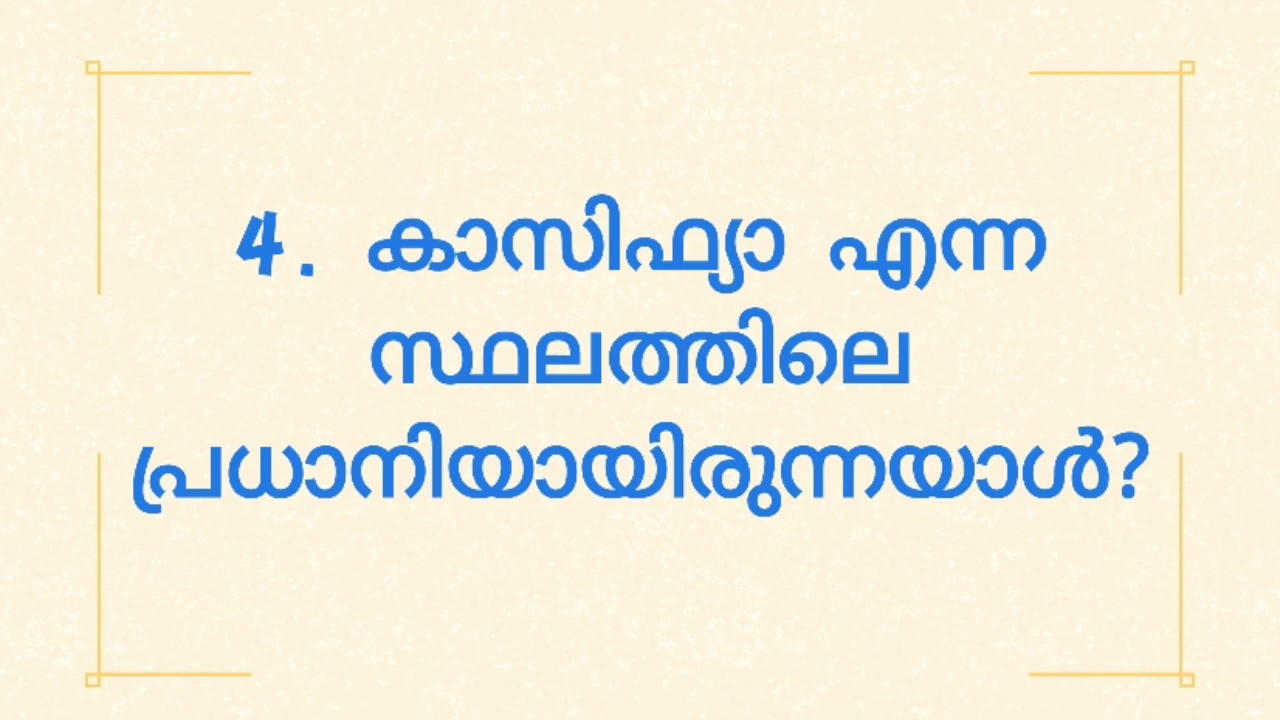 4. കാസിഫ്യാ എന്ന
സ്ഥലത്തിലെ
പ്രധാനിയായിരുന്നയാൾ?